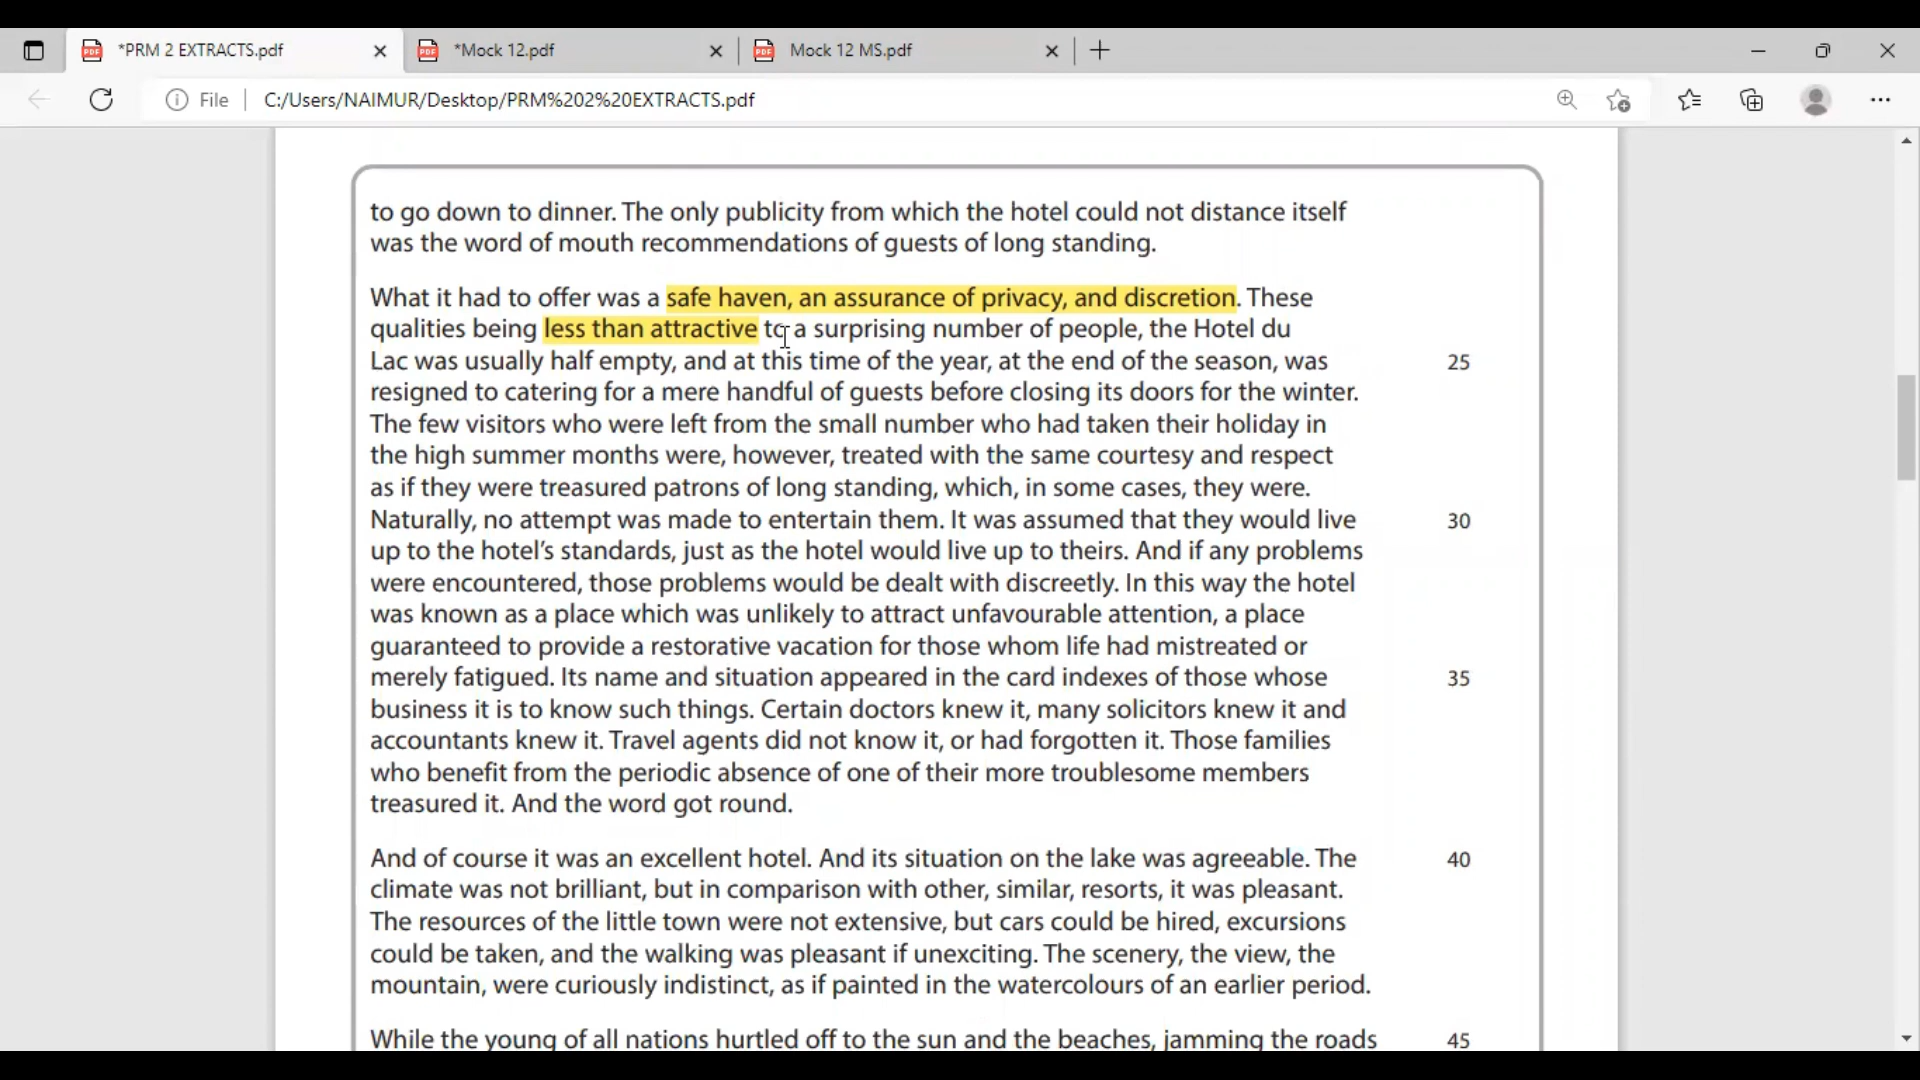 *PRM 2 EXTRACTS.pdf
*Mock 12.pdf
Mock 12 MS.pdf
File
C:/Users/NAIMUR/Desktop/PRM%202%20EXTRACTS.pdf
to go down to dinner. The only publicity from which the hotel could not distance itself
was the word of mouth recommendations of guests of long standing.
What it had to offer was a safe haven, an assurance of privacy, and discretion. These
qualities being less than attractive to a surprising number of people, the Hotel du
Lac was usually half empty, and at this time of the year, at the end of the season, was 25
resigned to catering for a mere handful of guests before closing its doors for the winter.
The few visitors who were left from the small number who had taken their holiday in
the high summer months were, however, treated with the same courtesy and respect
as if they were treasured patrons of long standing, which, in some cases, they were.
Naturally, no attempt was made to entertain them. It was assumed that they would live 30
up to the hotel's standards, just as the hotel would live up to theirs. And if any problems
were encountered, those problems would be dealt with discreetly. In this way the hotel
was known as a place which was unlikely to attract unfavourable attention, a place
guaranteed to provide a restorative vacation for those whom life had mistreated or
merely fatigued. Its name and situation appeared in the card indexes of those whose 35
business it is to know such things. Certain doctors knew it, many solicitors knew it and
accountants knew it. Travel agents did not know it, or had forgotten it. Those families
who benefit from the periodic absence of one of their more troublesome members
treasured it. And the word got round.
And of course it was an excellent hotel. And its situation on the lake was agreeable. The 40
climate was not brilliant, but in comparison with other, similar, resorts, it was pleasant.
The resources of the little town were not extensive, but cars could be hired, excursions
could be taken, and the walking was pleasant if unexciting. The scenery, the view, the
mountain, were curiously indistinct, as if painted in the watercolours of an earlier period.
While the young of all nations hurtled off to the sun and the beaches, jamming the roads 45